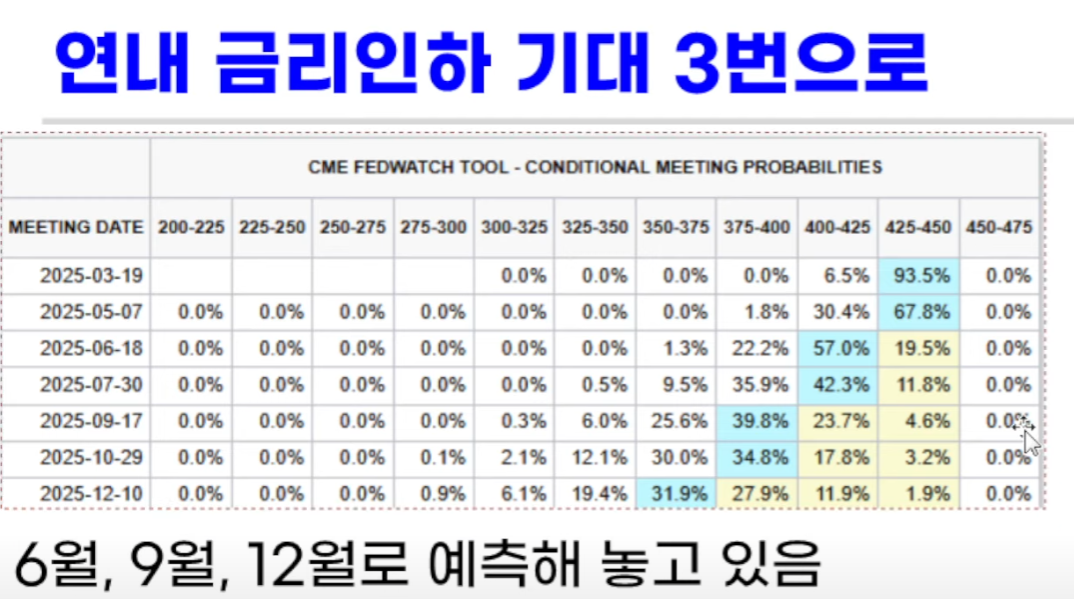 연내 금리인하 기대 3번으로
CME FEDWATCH TOOL - CONDITIONAL MEETING PROBABILITIES
MEETING DATE 200-225 225-250 250-275 275-300 300-325 325-350 350-375 375-400 400-425 425-450 450-475
2025-03-19 0.0% 0.0% 0.0% 0.0% 6.5% 93.5% 0.0%
2025-05-07 0.0% 0.0% 0.0% 0.0% 0.0% 0.0% 0.0% 1.8% 30.4% 67.8% 0.0%
2025-06-18 0.0% 0.0% 0.0% 0.0% 0.0% 0.0% 1.3% 22.2% 57.0% 19.5% 0.0%
2025-07-30 0.0% 0.0% 0.0% 0.0% 0.0% 0.5% 9.5% 35.9% 42.3% 11.8% 0.0%
2025-09-17 0.0% 0.0% 0.0% 0.0% 0.3% 6.0% 25.6% 39.8% 23.7% 4.6% 0.0%
2025-10-29 0.0% 0.0% 0.0% 0.1% 2.1% 12.1% 30.0% 34.8% 17.8% 3.2% 0.0%
2025-12-10 0.0% 0.0% 0.0% 0.9% 6.1% 19.4% 31.9% 27.9% 11.9% 1.9% 0.0%
6월, 9월, 12월로 예측해 놓고 있음